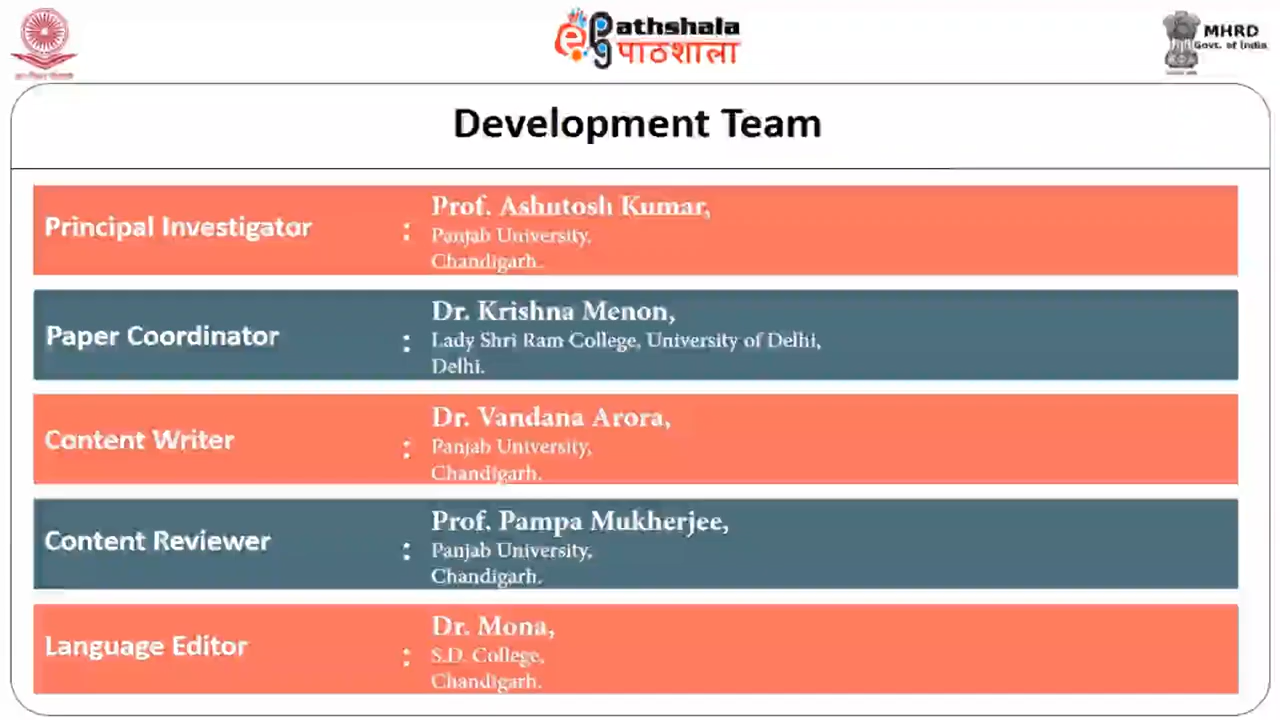 ePathshala
पाठशाला
MHRD
Govt. of India
Development Team
Principal Investigator
:
Prof. Ashutosh Kumar,
Panjab University,
Chandigarh.
Paper Coordinator
:
Dr. Krishna Menon,
Lady Shri Ram College, University of Delhi,
Delhi.
Content Writer
:
Dr. Vandana Arora,
Panjab University,
Chandigarh.
Content Reviewer
:
Prof. Pampa Mukherjee,
Panjab University,
Chandigarh.
Language Editor
:
Dr. Mona,
S.D. College,
Chandigarh.